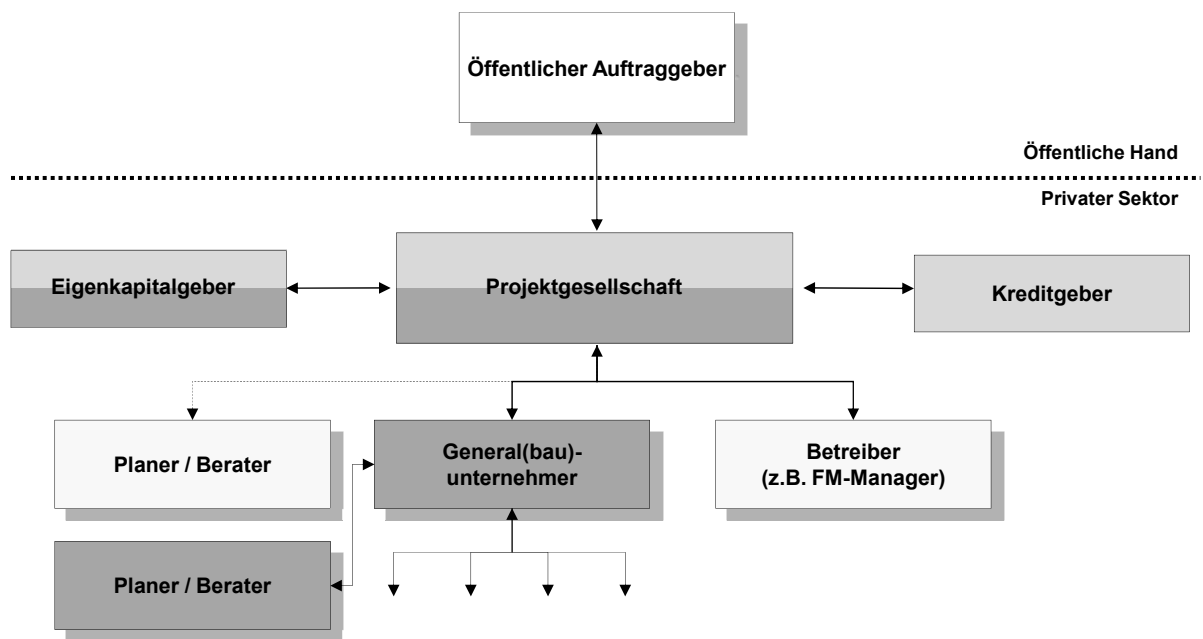 Öffentlicher Auftraggeber
Öffentliche Hand
Privater Sektor
Eigenkapitalgeber
Projektgesellschaft
Kreditgeber
Planer / Berater
General(bau)-
unternehmer
Betreiber
(z.B. FM-Manager)
Planer / Berater